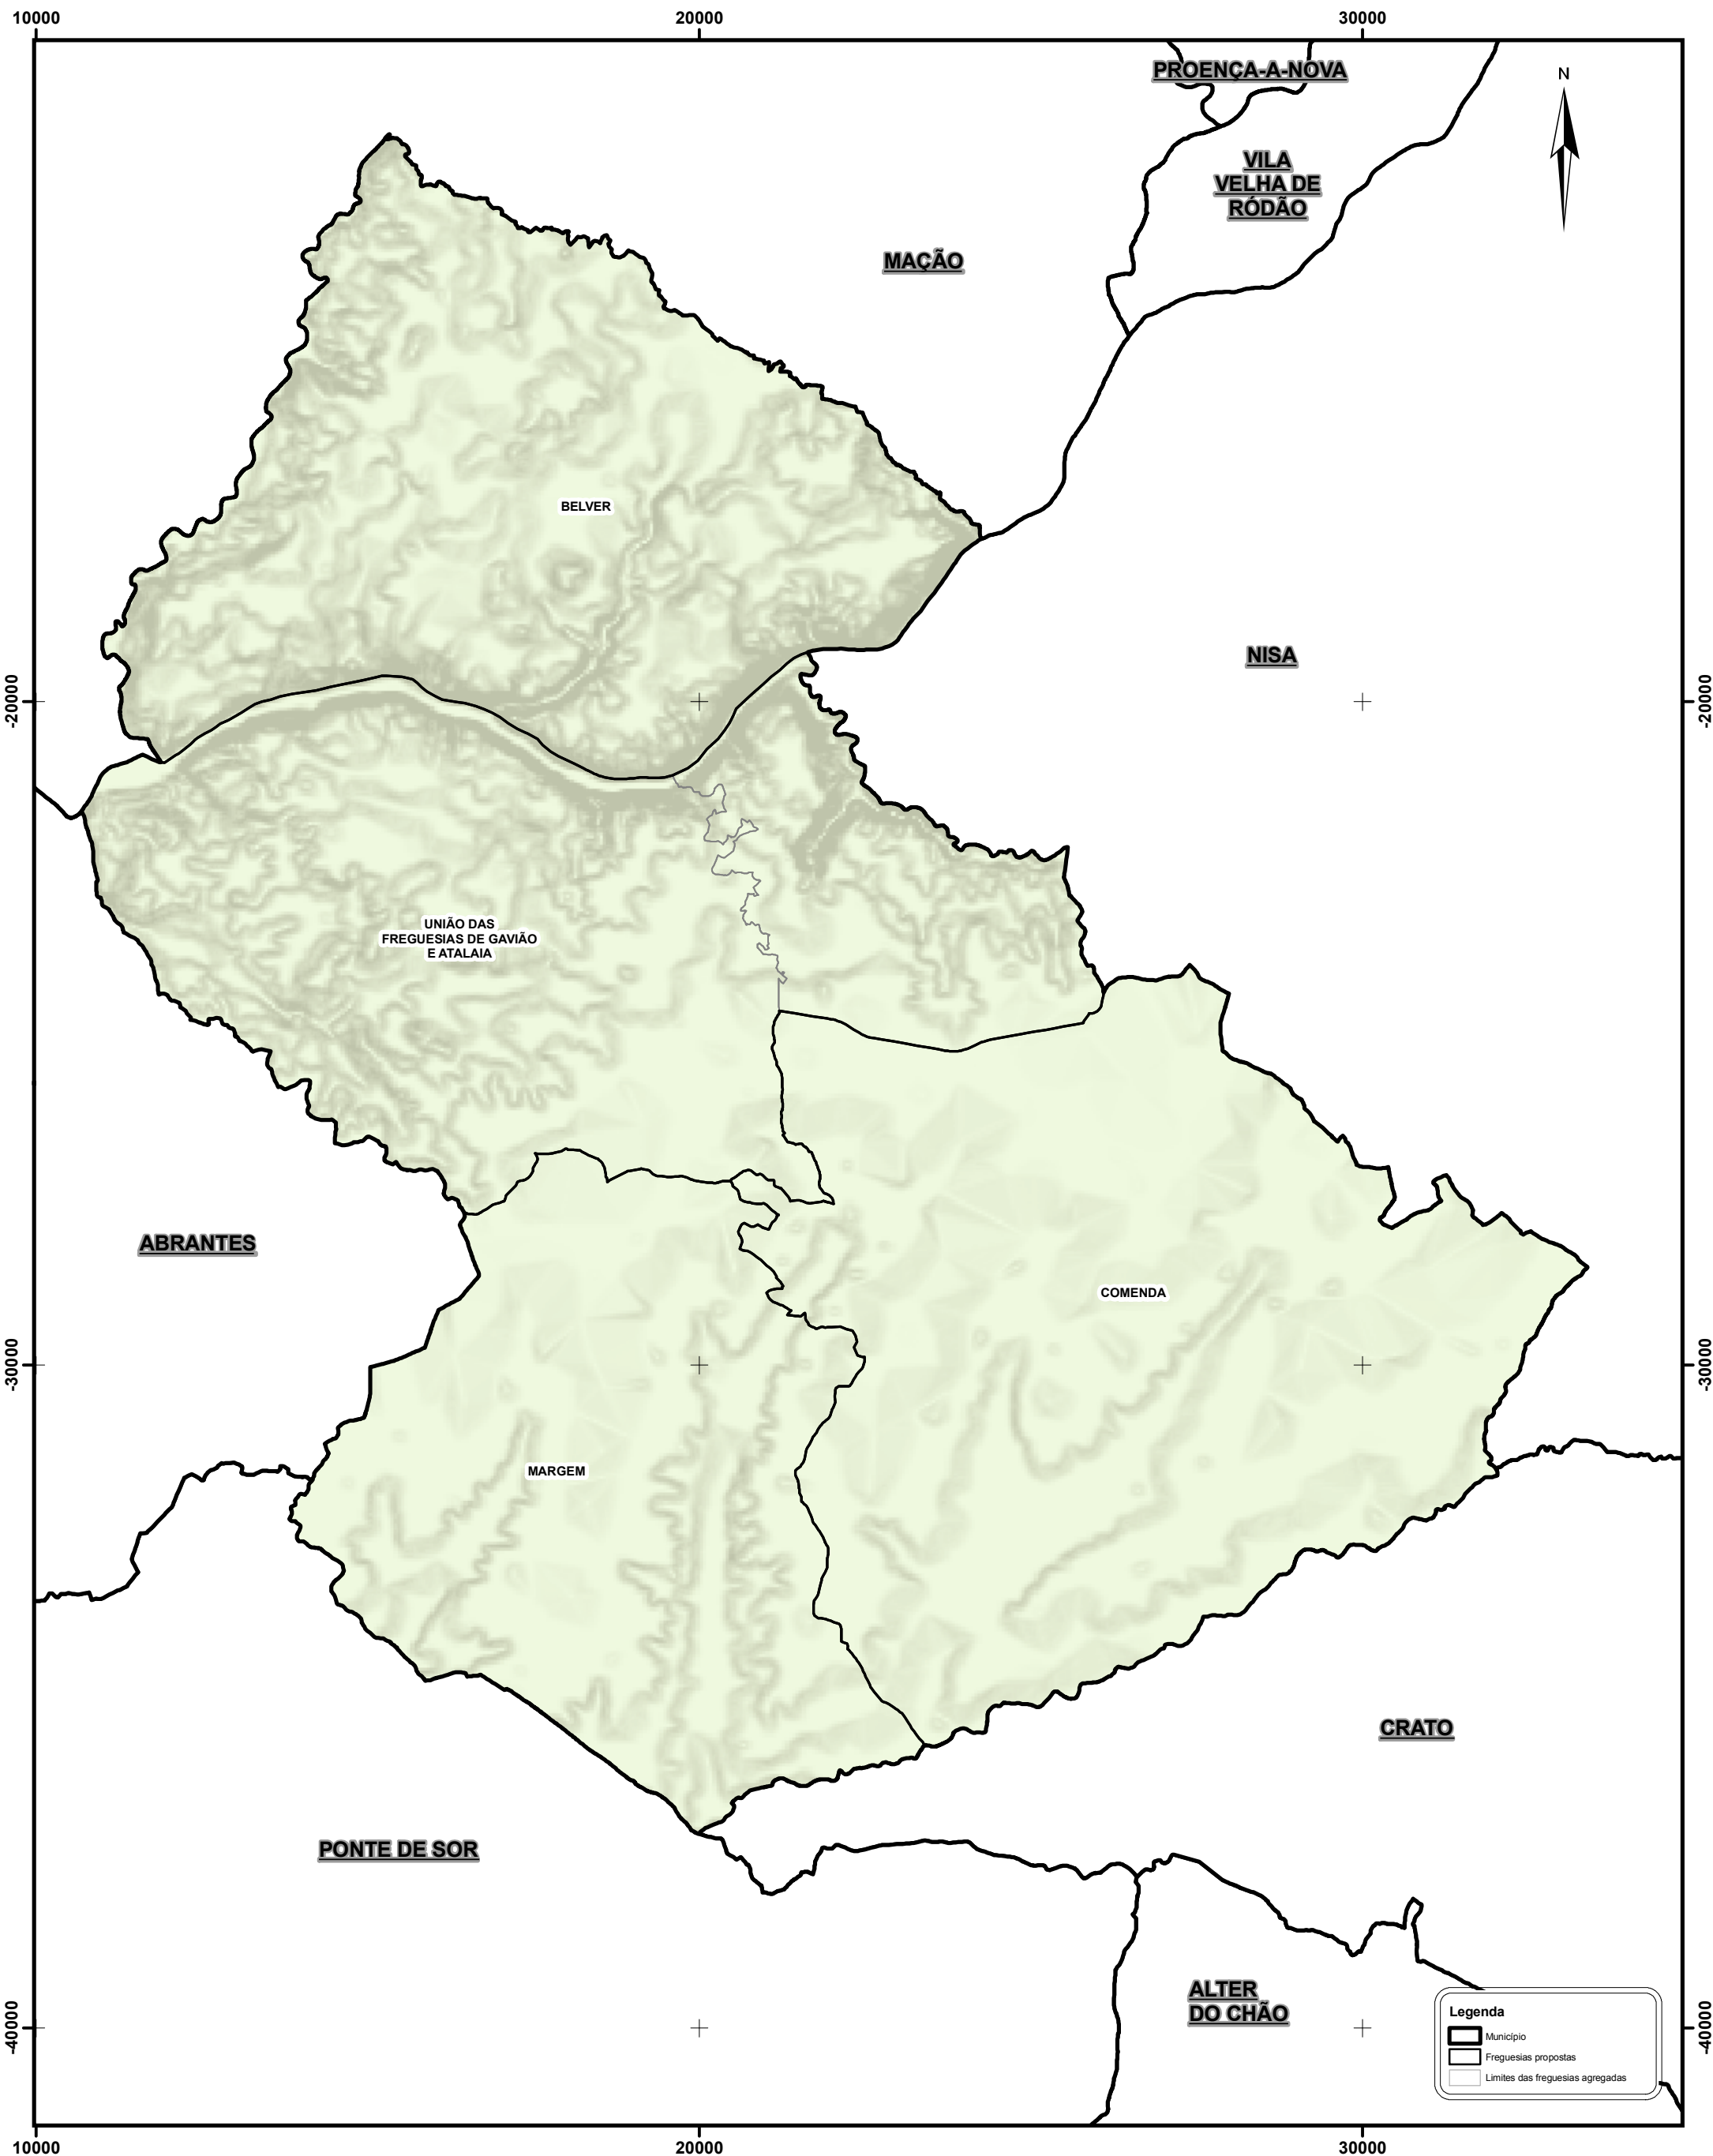 10000
20000
30000
PROENÇA-A-NOVA
N
VILA
VELHA DE
RÓDÃO
MAÇÃO
BELVER
NISA
-20000
-20000
UNIÃO DAS
FREGUESIAS DE GAVIÃO
E ATALAIA
ABRANTES
COMENDA
-30000
-30000
MARGEM
CRATO
PONTE DE SOR
ALTER
DO CHÃO
-40000
-40000
Legenda
Município
Freguesias propostas
Limites das freguesias agregadas
10000
20000
30000